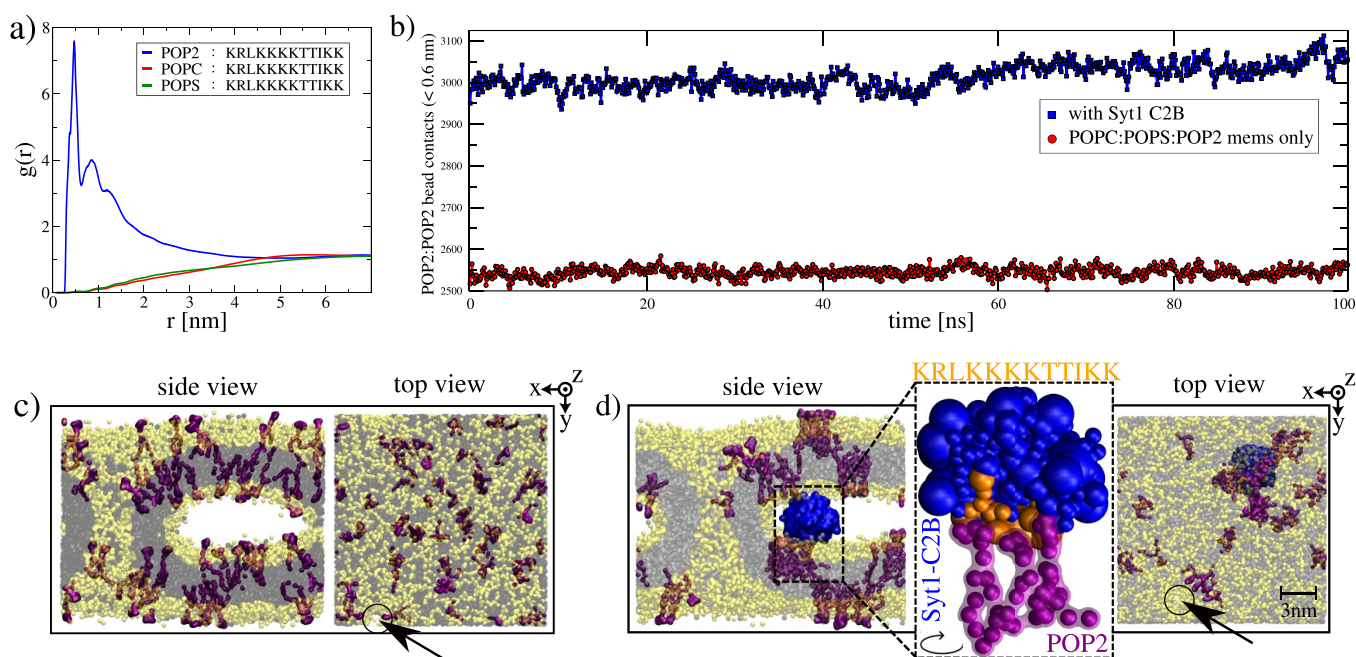 a)
g(r)
8
6
4
2
0
POP2 : KRLKKKKTTIKK
POPC : KRLKKKKTTIKK
POPS : KRLKKKKTTIKK
0 1 2 3 4 5 6
r [nm]
b)
POP2:POP2 bead contacts (< 0.6 nm)
3100
3000
2900
2800
2700
2600
2500
with Syt1 C2B
POPC:POPS:POP2 mems only
0 20 40 60 80 100
time [ns]
c)
side view
top view
x z
y
d)
side view
KRLKKKKTTIKK
Syt1-C2B
POP2
top view
x z
y
3nm